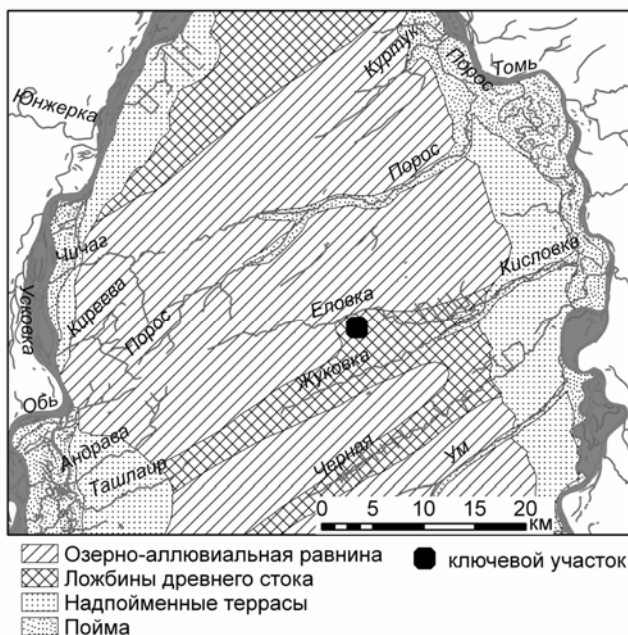 Куртук
Порос
Томь
Юнжерка
Порос
Чичаг
Кисловка
Киреева
Еловка
Усковка
Порос
Жуковка
Обь
Андрава
Черная
Ум
Ташлаир
0 5 10 15 20
км
Озерно-аллювиальная равнина
ключевой участок
Ложбины древнего стока
Надпойменные террасы
Пойма